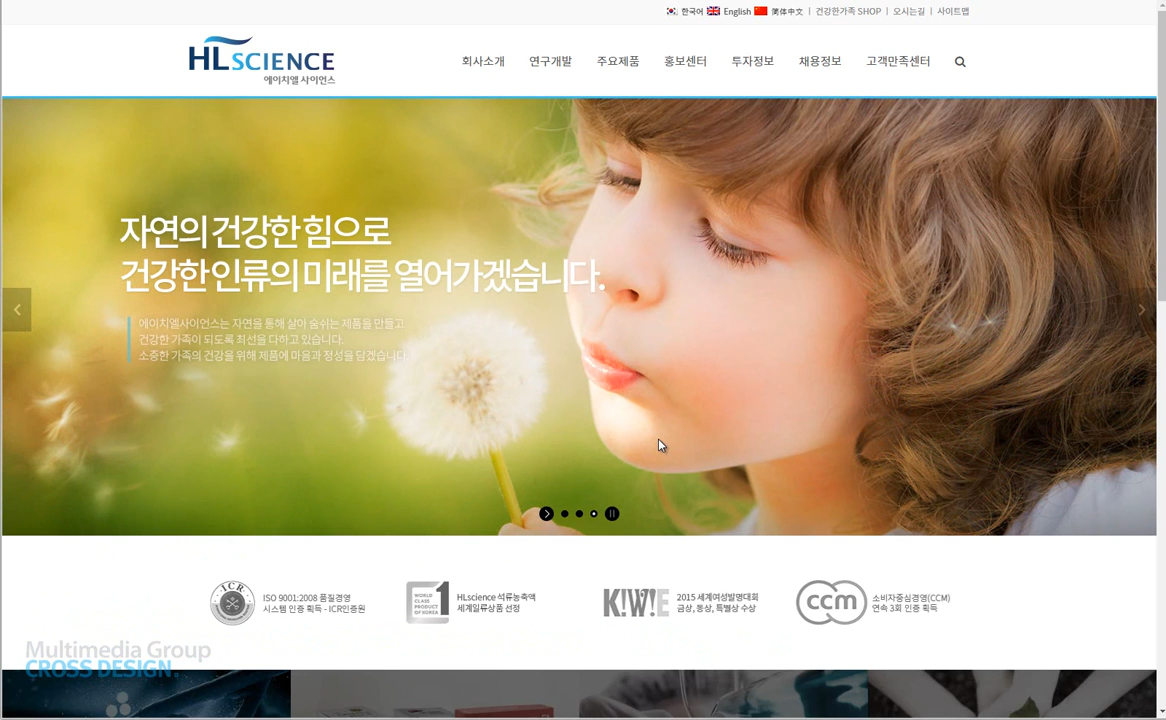 한국어 English 简体中文 | 건강한가족 SHOP | 오시는길 | 사이트맵
HLSCIENCE
에이치엘 사이언스
회사소개 연구개발 주요제품 홍보센터 투자정보 채용정보 고객만족센터
자연의 건강한 힘으로
건강한 인류의 미래를 열어가겠습니다.
에이치엘사이언스는 자연을 통해 살아 숨쉬는 제품을 만들고
건강한 가족이 되도록 최선을 다하고 있습니다.
소중한 가족의 건강을 위해 제품에 마음과 정성을 담겠습니다.
ICR
ISO 9001:2008 품질경영
시스템 인증 획득 - ICR인증원
WORLD
CLASS
PRODUCT
OF KOREA
1
HLscience 석류농축액
세계일류상품 선정
K!W!E
2015 세계여성발명대회
금상, 동상, 특별상 수상
ccm
소비자중심경영(CCM)
연속 3회 인증 획득
Multimedia Group
CROSS DESIGN